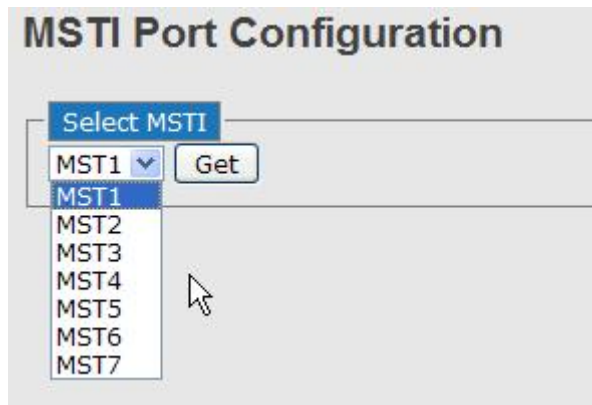 MSTI Port Configuration
Select MSTI
MST1 Get
MST1
MST2
MST3
MST4
MST5
MST6
MST7